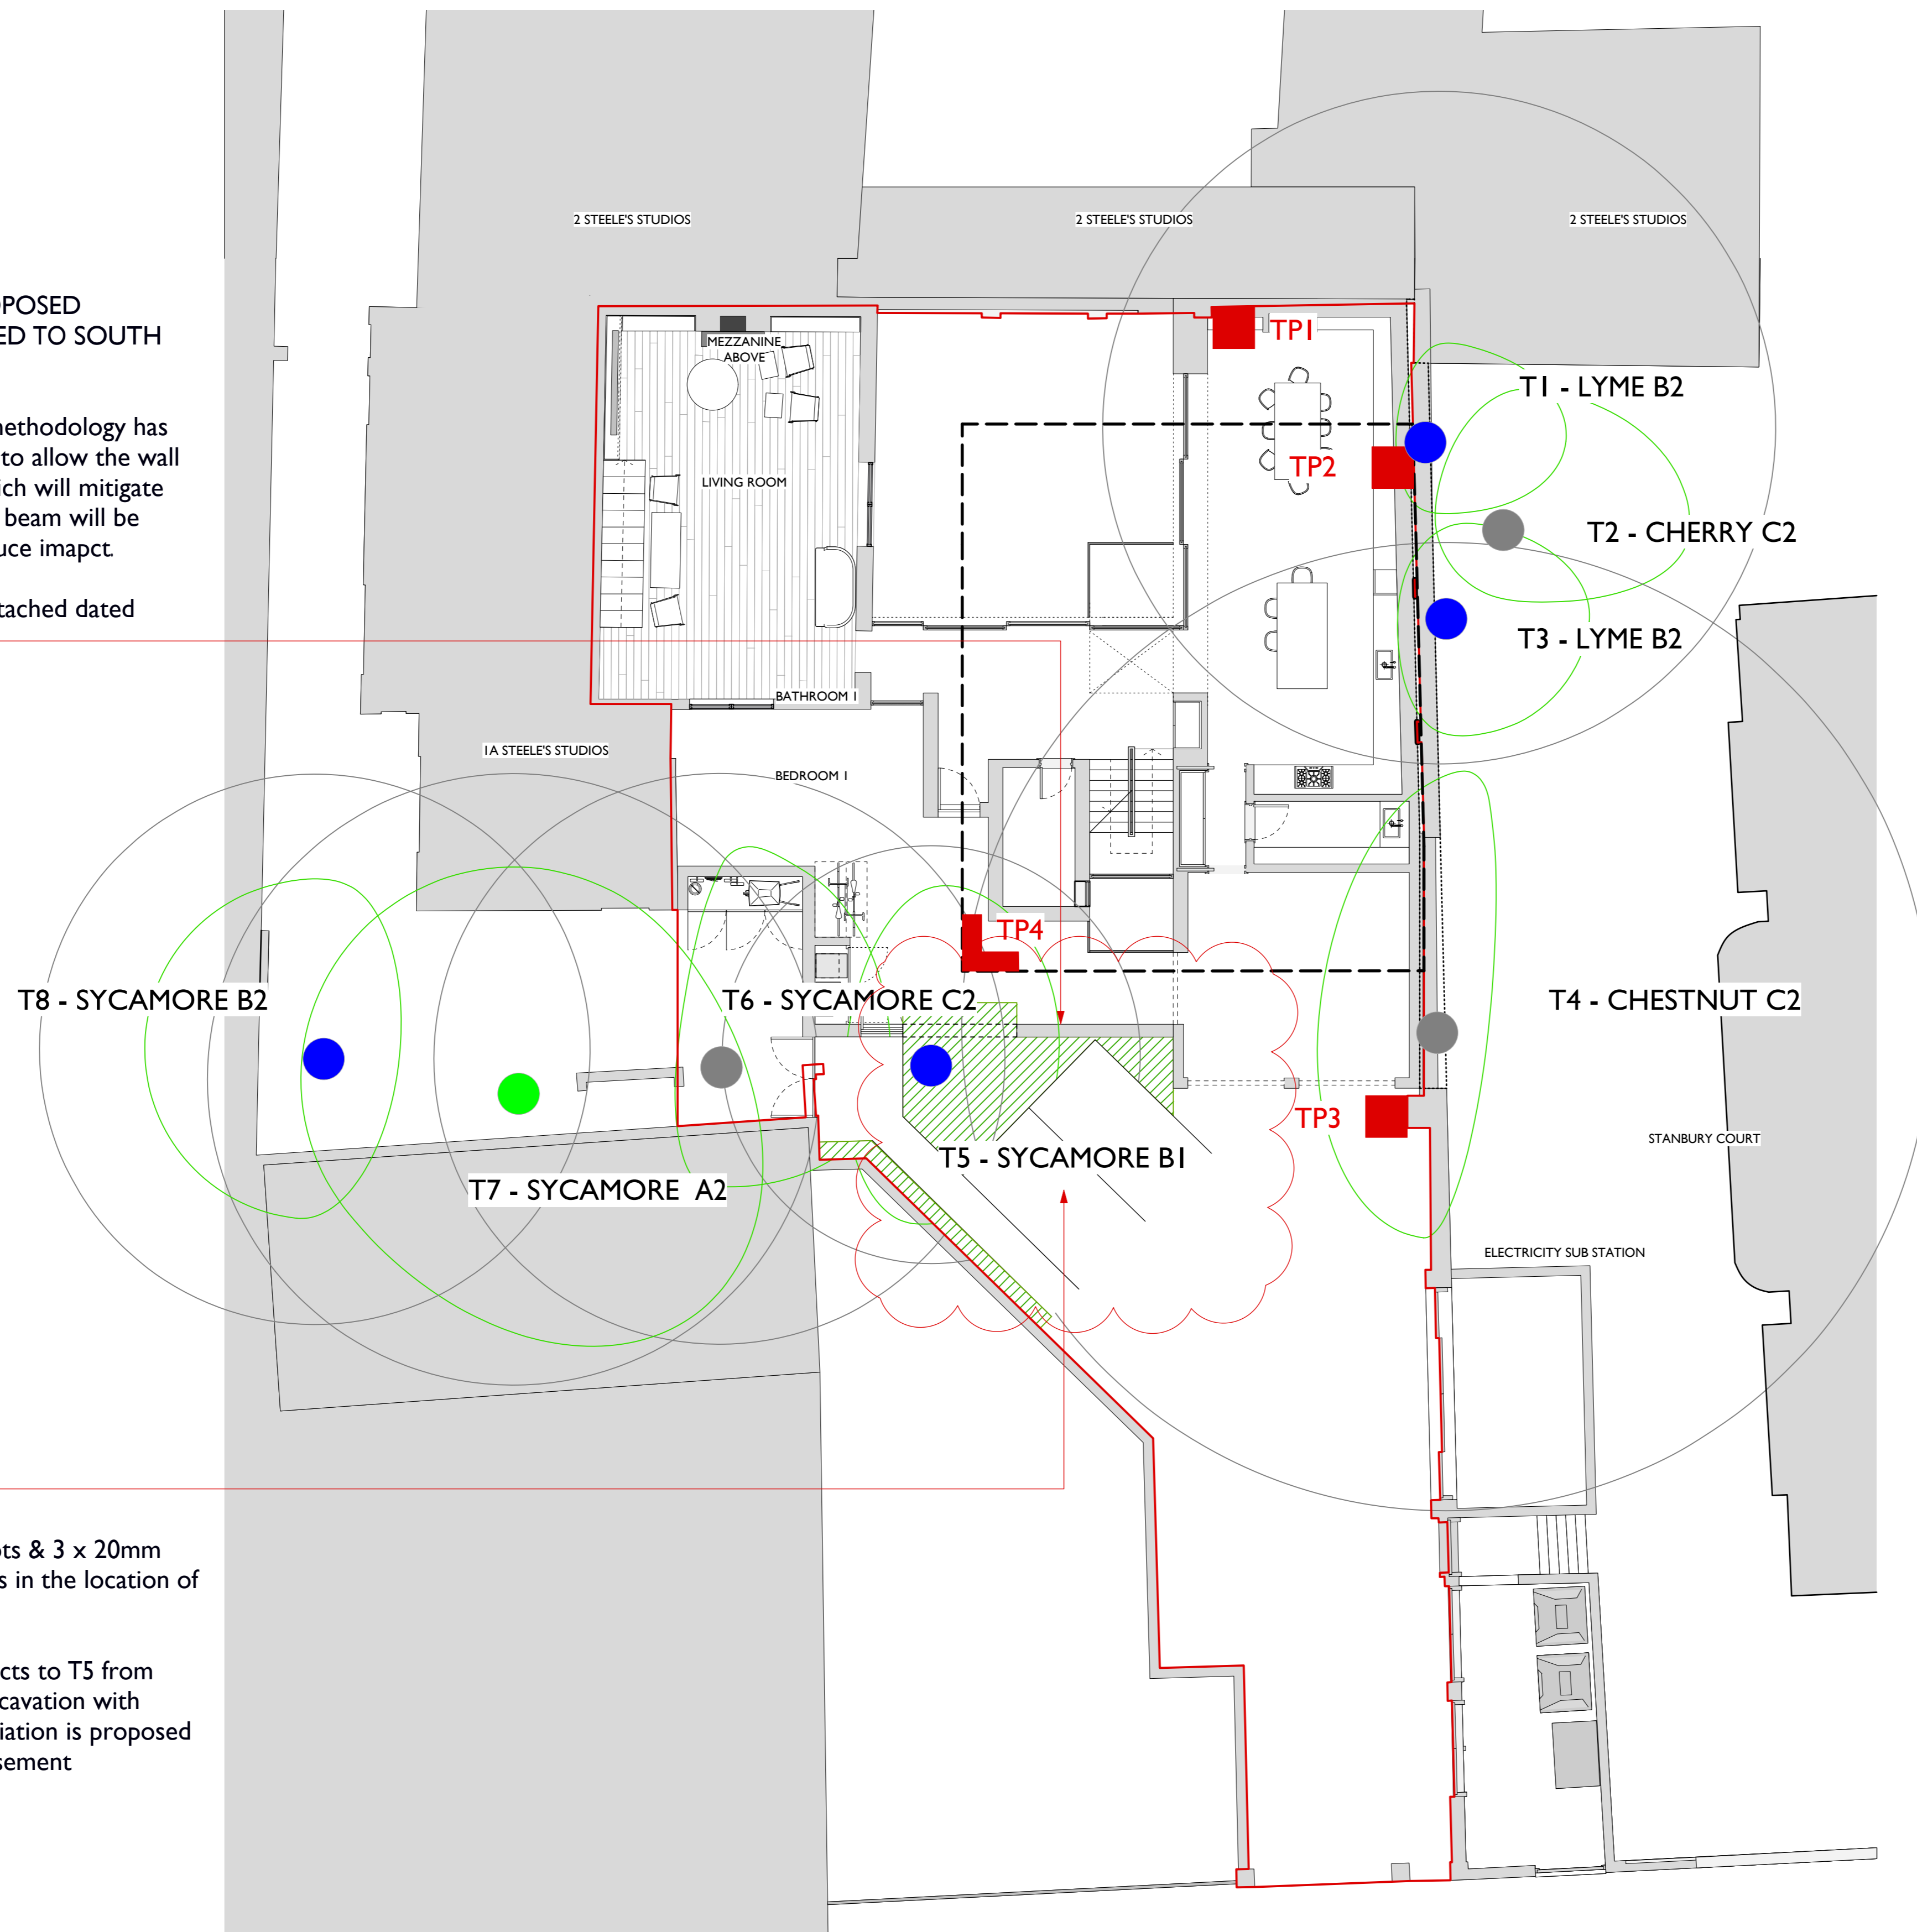 2 STEELE'S STUDIOS
2 STEELE'S STUDIOS
2 STEELE'S STUDIOS
POSED
ED TO SOUTH
TP1
MEZZANINE
ABOVE
T1 - LYME B2
methodology has
to allow the wall
ich will mitigate
beam will be
uce imapct.
TP2
LIVING ROOM
T2 - CHERRY C2
tached dated
T3 - LYME B2
BATHROOM 1
1A STEELE'S STUDIOS
BEDROOM 1
TP4
T8 - SYCAMORE B2
T6 - SYCAMORE C2
T4 - CHESTNUT C2
TP3
STANBURY COURT
T5 - SYCAMORE B1
T7 - SYCAMORE A2
ELECTRICITY SUB STATION
ots & 3 x 20mm
s in the location of
cts to T5 from
cavation with
iation is proposed
sement